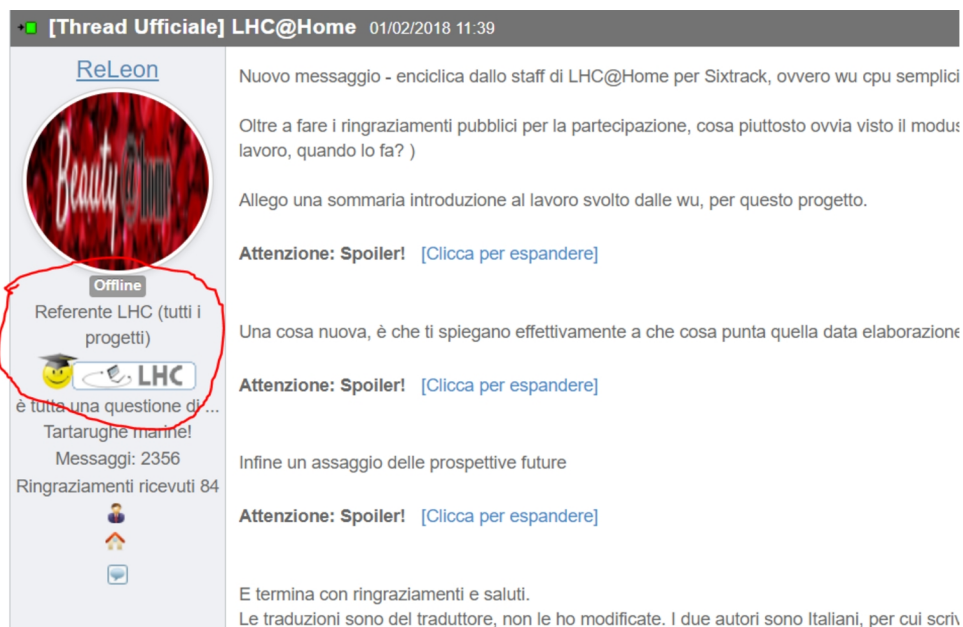 [Thread Ufficiale] LHC@Home 01/02/2018 11:39
ReLeon
Beauty@home
Offline
Referente LHC (tutti i
progetti)
LHC
è tutta una questione di ...
Tartarughe marine!
Messaggi: 2356
Ringraziamenti ricevuti 84
Nuovo messaggio - enciclica dallo staff di LHC@Home per Sixtrack, ovvero wu cpu semplici
Oltre a fare i ringraziamenti pubblici per la partecipazione, cosa piuttosto ovvia visto il modus
lavoro, quando lo fa? )
Allego una sommaria introduzione al lavoro svolto dalle wu, per questo progetto.
Attenzione: Spoiler! [Clicca per espandere]
Una cosa nuova, è che ti spiegano effettivamente a che cosa punta quella data elaborazione
Attenzione: Spoiler! [Clicca per espandere]
Infine un assaggio delle prospettive future
Attenzione: Spoiler! [Clicca per espandere]
E termina con ringraziamenti e saluti.
Le traduzioni sono del traduttore, non le ho modificate. I due autori sono Italiani, per cui scriv